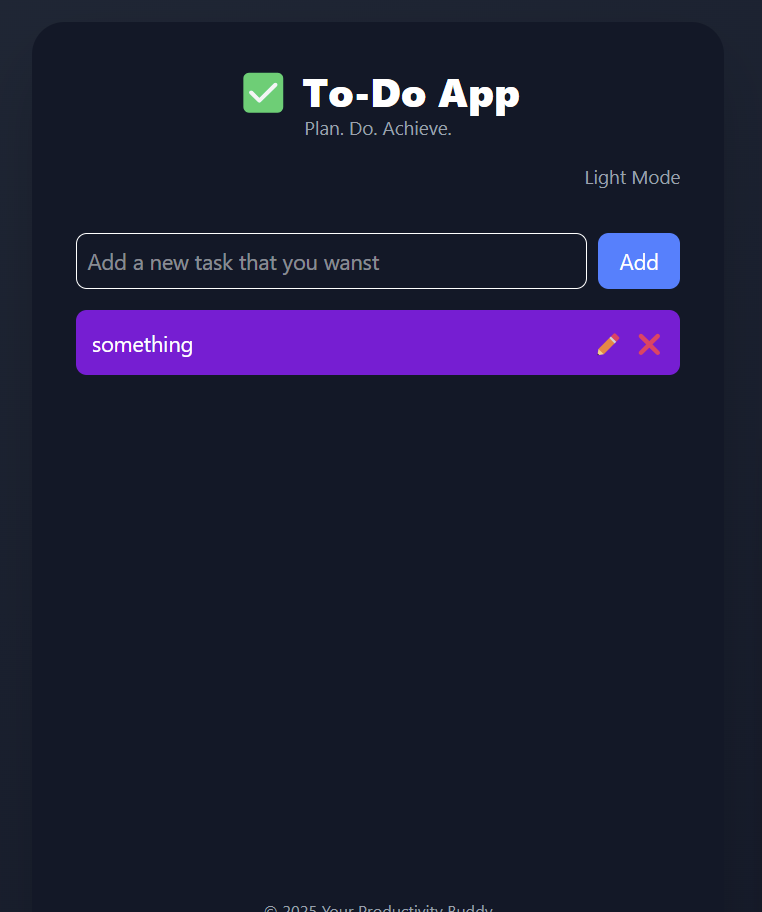 To-Do App
Plan. Do. Achieve.
Light Mode
Add a new task that you wanst
Add
something
© 2025 Your Productivity Buddy